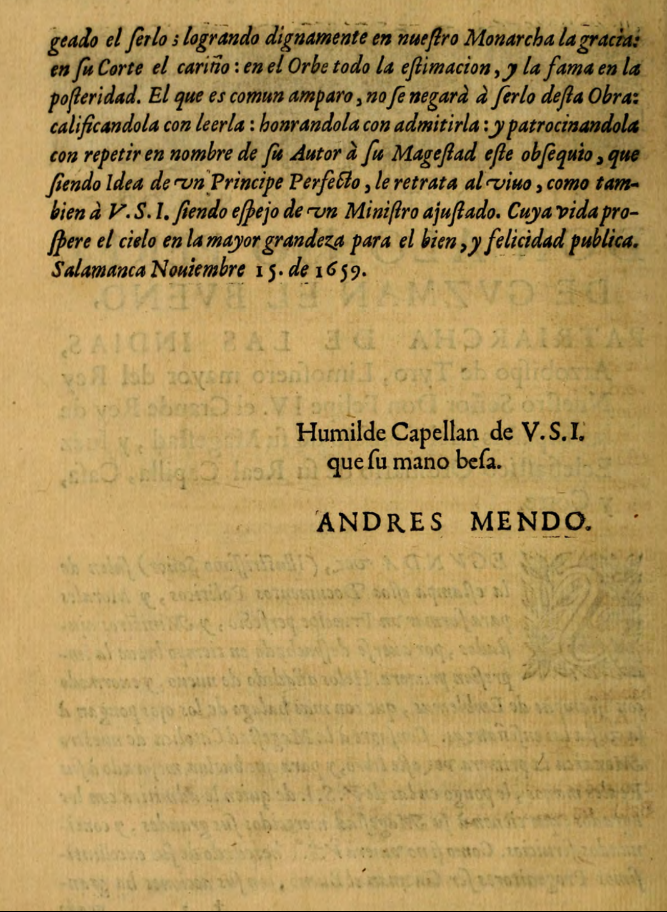 geado el ſerlo; logrando dignamente en nueſtro Monarcha la gracia:
en ſu Corte el cariño: en el Orbe todo la eſtimacion, y la fama en la
poſteridad. El que es comun amparo, no ſe negarà à ſerlo deſta Obra:
calificandola con leerla: honrandola con admitirla: y patrocinandola
con repetir en nombre de ſu Autor à ſu Mageſtad eſte obſequio, que
ſiendo Idea de vn Principe Perfecto, le retrata al viuo, como tam-
bien à V. S. I. ſiendo eſpejo de vn Miniſtro ajuſtado. Cuya vida pro-
ſpere el cielo en la mayor grandeza para el bien, y felicidad publica.
Salamanca Nouiembre 15. de 1659.
Humilde Capellan de V. S. I.
que ſu mano beſa.
ANDRES MENDO.